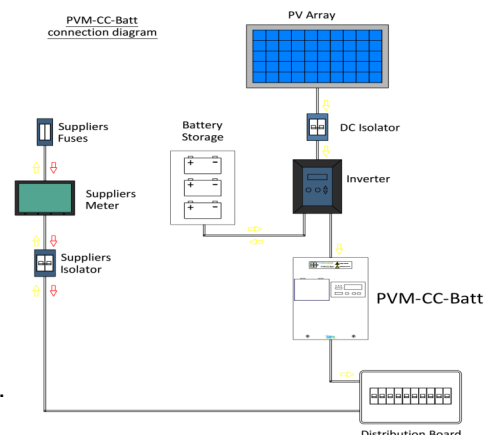 PVM-CC-Batt
connection diagram
PV Array
Suppliers
Fuses
Battery
Storage
DC Isolator
Inverter
Suppliers
Meter
Suppliers
Isolator
PVM-CC-Batt
Distribution Board